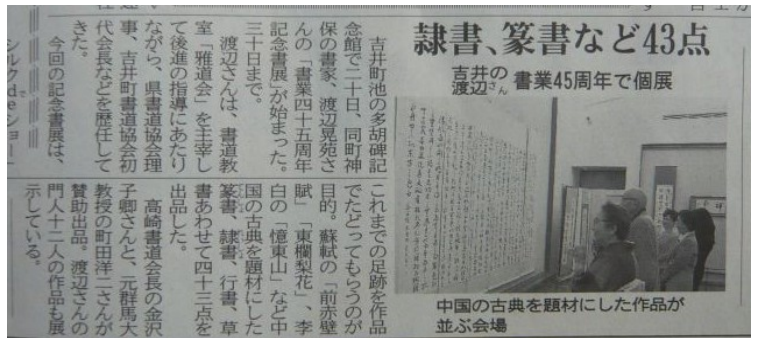 隷書、篆書など43点
吉井の渡辺さん 書業45周年で個展
吉井町池の多胡碑記
念館で二十日、同町神
保の書家、渡辺晃苑さ
んの「書業四十五周年
記念書展」が始まった。
三十日まで。
渡辺さんは、書道教
室「雅道会」を主宰し
て後進の指導にあたり
ながら、県書道協会理
事、吉井町書道協会初
代会長などを歴任して
きた。
今回の記念書展は、
これまでの足跡を作品
でたどってもらうのが
目的。蘇軾の「前赤壁
賦」「東欄梨花」、李
白の「憶東山」など中
国の古典を題材にした
篆書、隷書、行書、草
書あわせて四十三点を
出品した。
高崎書道会長の金沢
子卿さんと、元群馬大
教授の町田洋二さんが
賛助出品。渡辺さんの
門人十二人の作品も展
示している。
中国の古典を題材にした作品が
並ぶ会場
シルクdeショー